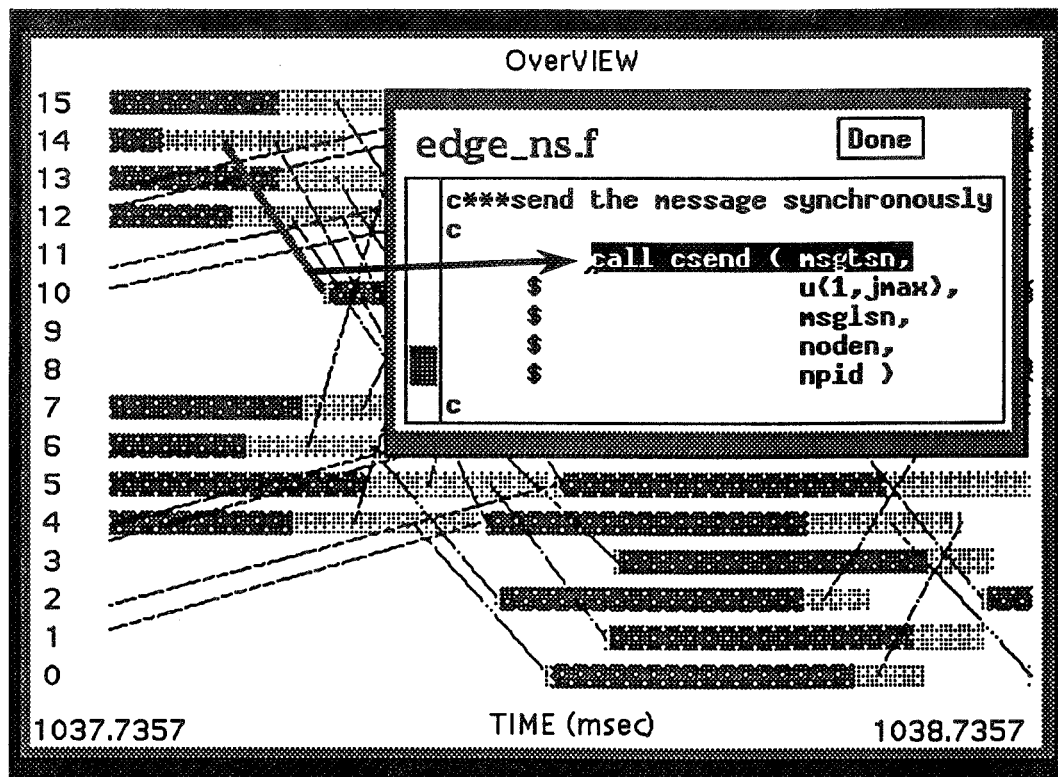 OverVIEW
15
14
13
12
11
10
9
8
7
6
5
4
3
2
1
0
edge_ns.f
Done
c***send the message synchronously
c
call csend ( msgtsn,
$ u(1,jmax),
$ msglsn,
$ noden,
$ npid )
c
1037.7357
TIME (msec)
1038.7357